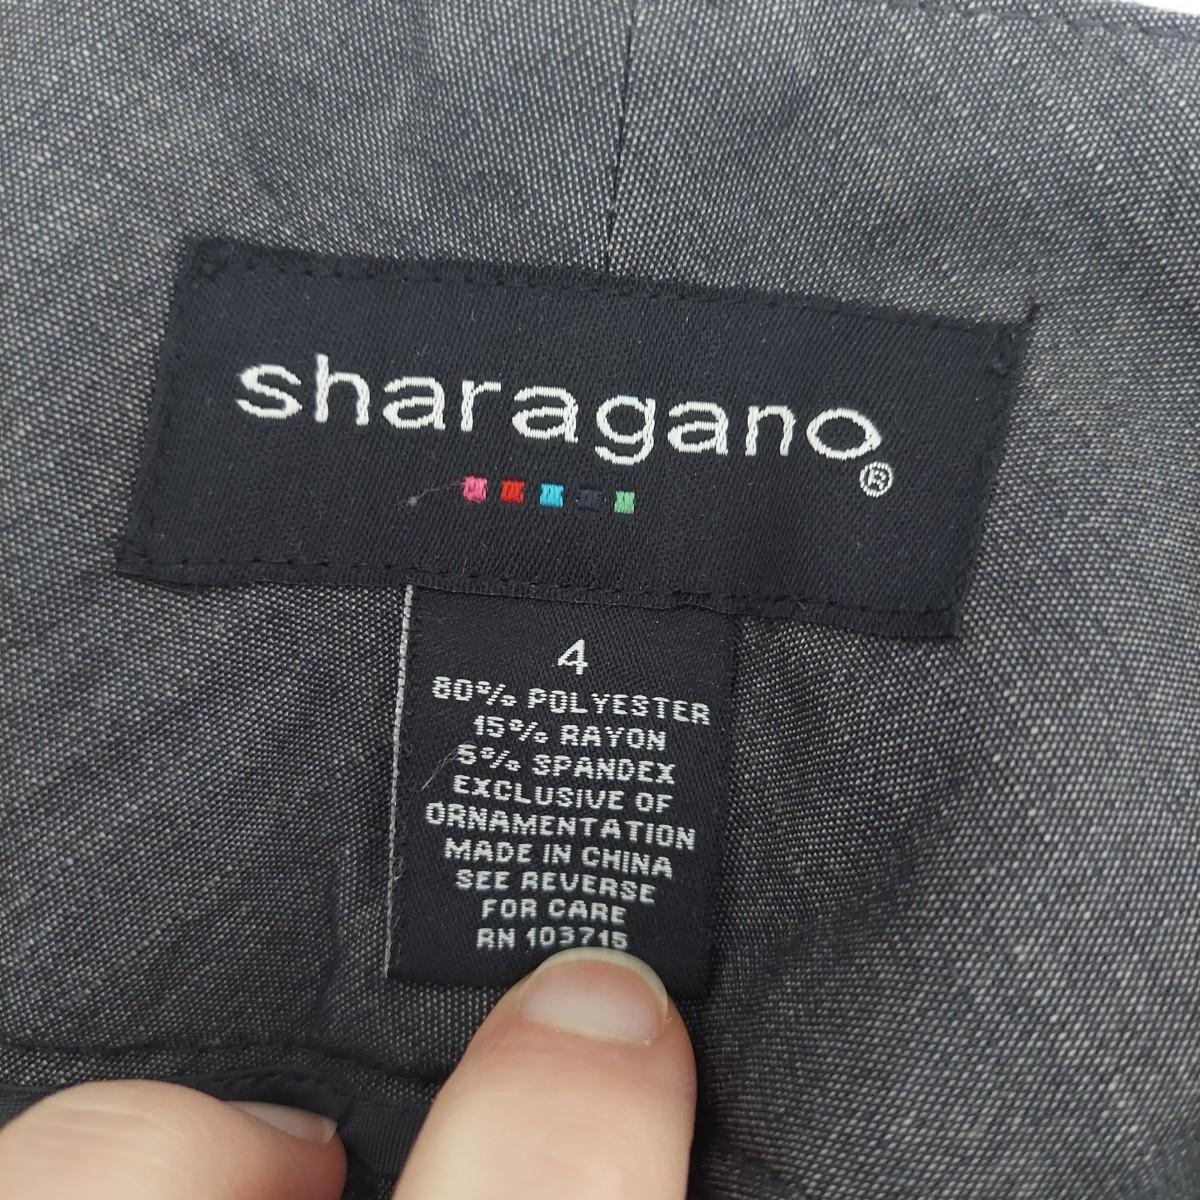 sharagano®
4
80% POLYESTER
15% RAYON
5% SPANDEX
EXCLUSIVE OF
ORNAMENTATION
MADE IN CHINA
SEE REVERSE
FOR CARE
RN 103715